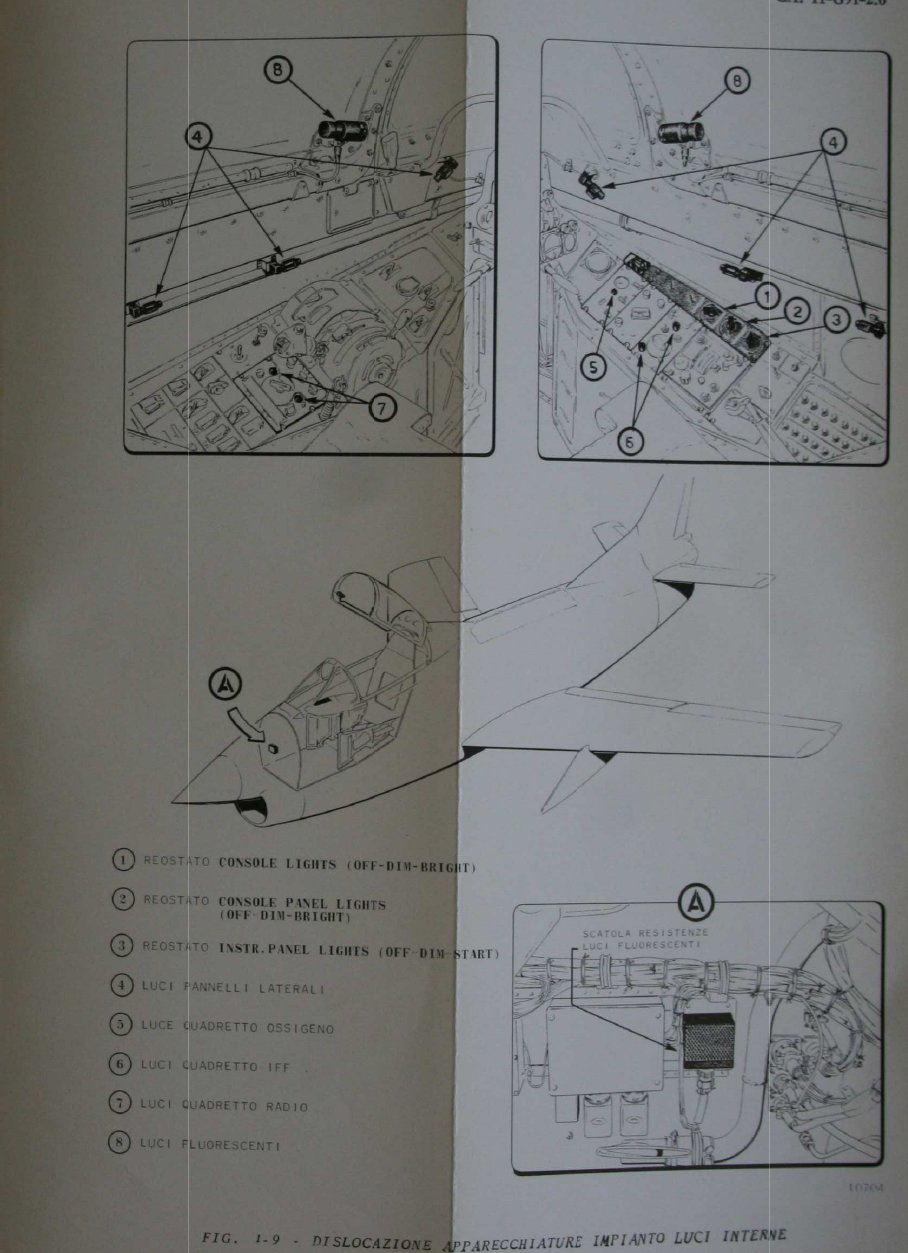 8
4
7
8
4
1
2
3
5
6
A
1 REOSTATO CONSOLE LIGHTS (OFF-DIM-BRIGHT)
2 REOSTATO CONSOLE PANEL LIGHTS
(OFF-DIM-BRIGHT)
3 REOSTATO INSTR.PANEL LIGHTS (OFF-DIM-START)
4 LUCI PANNELLI LATERALI
5 LUCE QUADRETTO OSSIGENO
6 LUCI QUADRETTO IFF
7 LUCI QUADRETTO RADIO
8 LUCI FLUORESCENTI
A
SCATOLA RESISTENZE
LUCI FLUORESCENTI
10704
FIG. 1-9 - DISLOCAZIONE APPARECCHIATURE IMPIANTO LUCI INTERNE